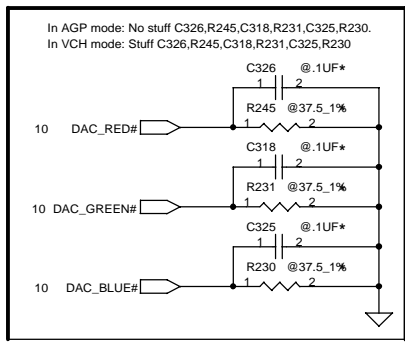 In AGP mode: No stuff C326,R245,C318,R231,C325,R230.
In VCH mode: Stuff C326,R245,C318,R231,C325,R230
C326 @.1UF*
1 2
R245 @37.5_1%
10 DAC_RED# 1 2
C318 @.1UF*
1 2
R231 @37.5_1%
10 DAC_GREEN# 1 2
C325 @.1UF*
1 2
R230 @37.5_1%
10 DAC_BLUE# 1 2